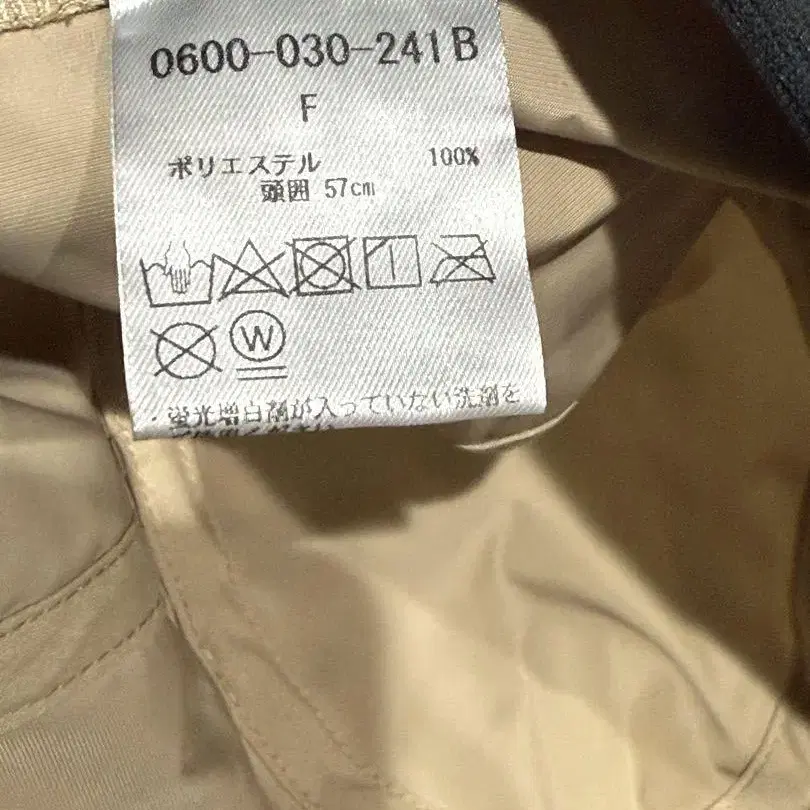 0600-030-241B
F
ポリエステル 100%
頭囲 57cm
W
・蛍光増白剤が入っていない洗剤を